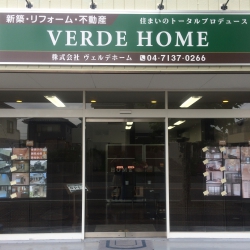 新築・リフォーム・不動産
住まいのトータルプロデュース
VERDE HOME
株式会社 ヴェルデホーム 04-7137-0266